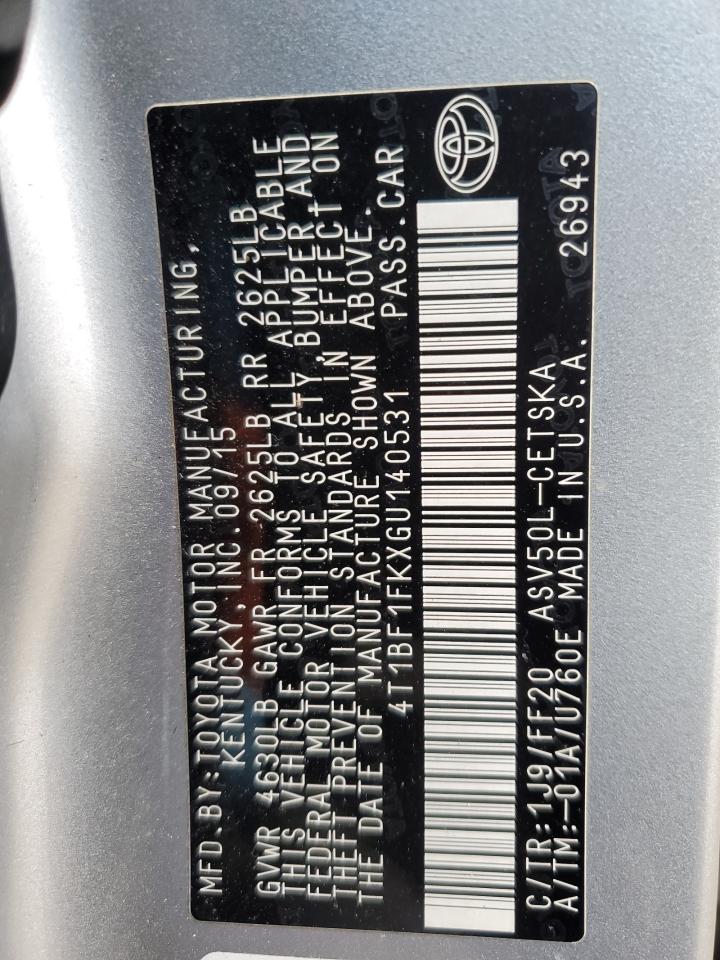 MFD.BY:TOYOTA MOTOR MANUFACTURING,
KENTUCKY, INC.09/15
GVWR 4630LB GAWR FR 2625LB RR 2625LB
THIS VEHICLE CONFORMS TO ALL APPLICABLE
FEDERAL MOTOR VEHICLE SAFETY,BUMPER AND
THEFT PREVENTION STANDARDS IN EFFECT ON
THE DATE OF MANUFACTURE SHOWN ABOVE.
4T1BF1FKXGU140531 PASS.CAR
C/TR:1J9/FF20 ASV50L-CETSKA
A/TM:-01A/U760E MADE IN U.S.A. 26943